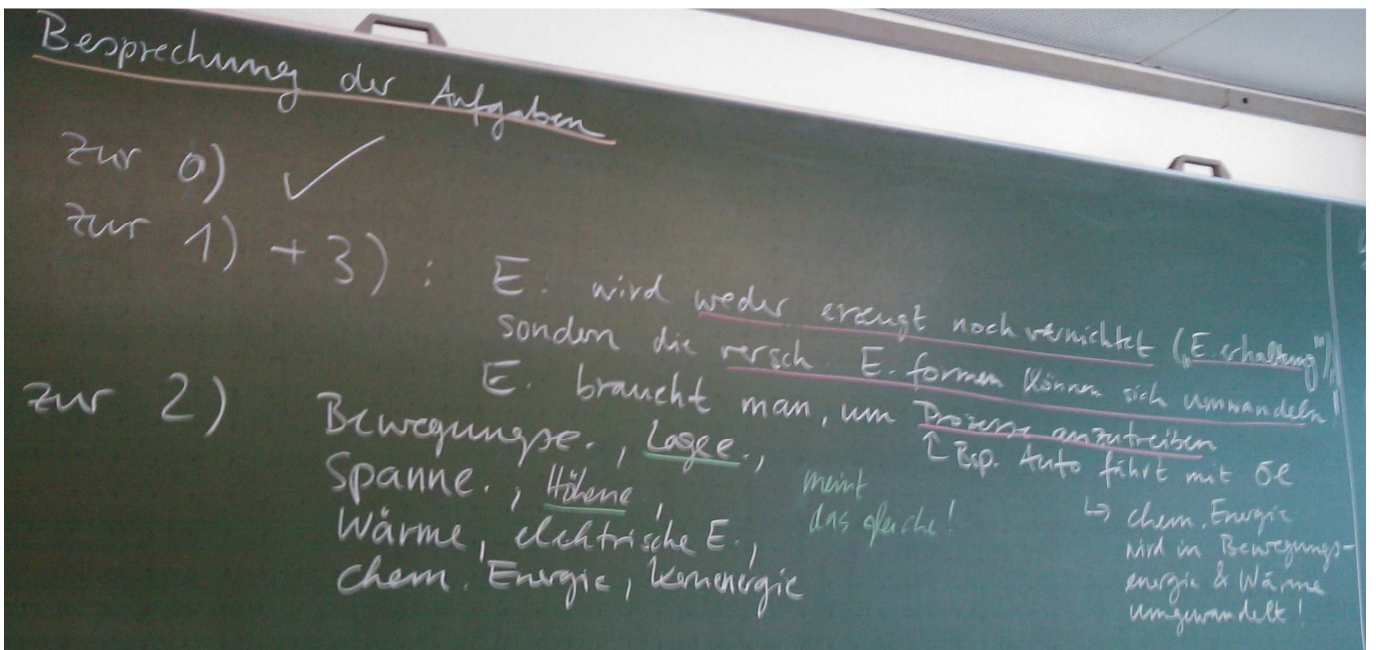 Besprechung der Aufgaben
zur 0) ✓
zur 1) + 3) : E. wird weder erzeugt noch vernichtet („E.erhaltung"),
sondern die versch. E.formen können sich umwandeln!
E. braucht man, um Prozesse anzutreiben
↑ Bsp. Auto fährt mit Öl
↳ chem. Energie
wird in Bewegungs-
energie & Wärme
umgewandelt!
zur 2) Bewegungse., Lagee.,
Spanne., Höhene,
Wärme, elektrische E.,
chem. Energie, Kernenergie
meint
das gleiche!